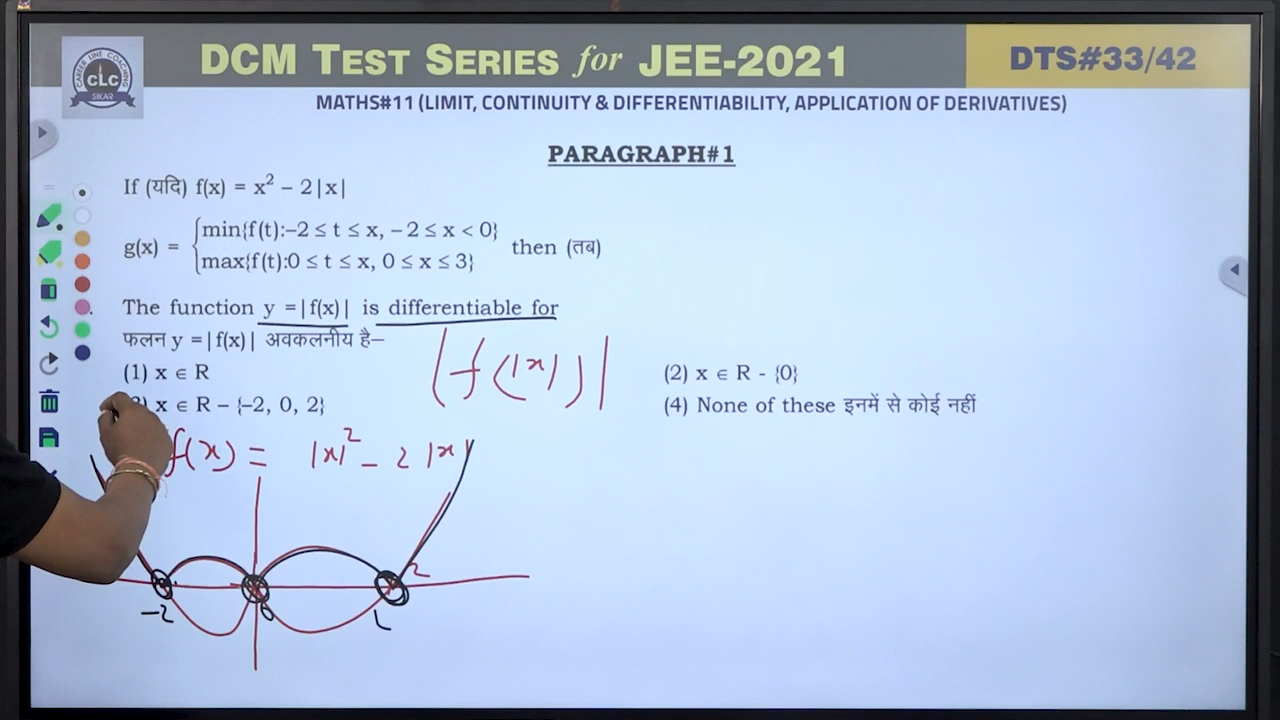 DCM TEST SERIES for JEE-2021
DTS#33/42
CAREER LINE COACHING
CLC
SIKAR
MATHS#11 (LIMIT, CONTINUITY & DIFFERENTIABILITY, APPLICATION OF DERIVATIVES)
PARAGRAPH#1
If (यदि) f(x) = x² – 2|x|
g(x) = { min{f(t):–2 ≤ t ≤ x, – 2 ≤ x < 0}
max{f(t):0 ≤ t ≤ x, 0 ≤ x ≤ 3} then (तब)
The function y =|f(x)| is differentiable for
फलन y =|f(x)| अवकलनीय है–
|f(|x|)|
(1) x ∈ R
(2) x ∈ R - {0}
x ∈ R – {–2, 0, 2}
(4) None of these इनमें से कोई नहीं
f(x) = |x|² – 2|x|
2
-2
0